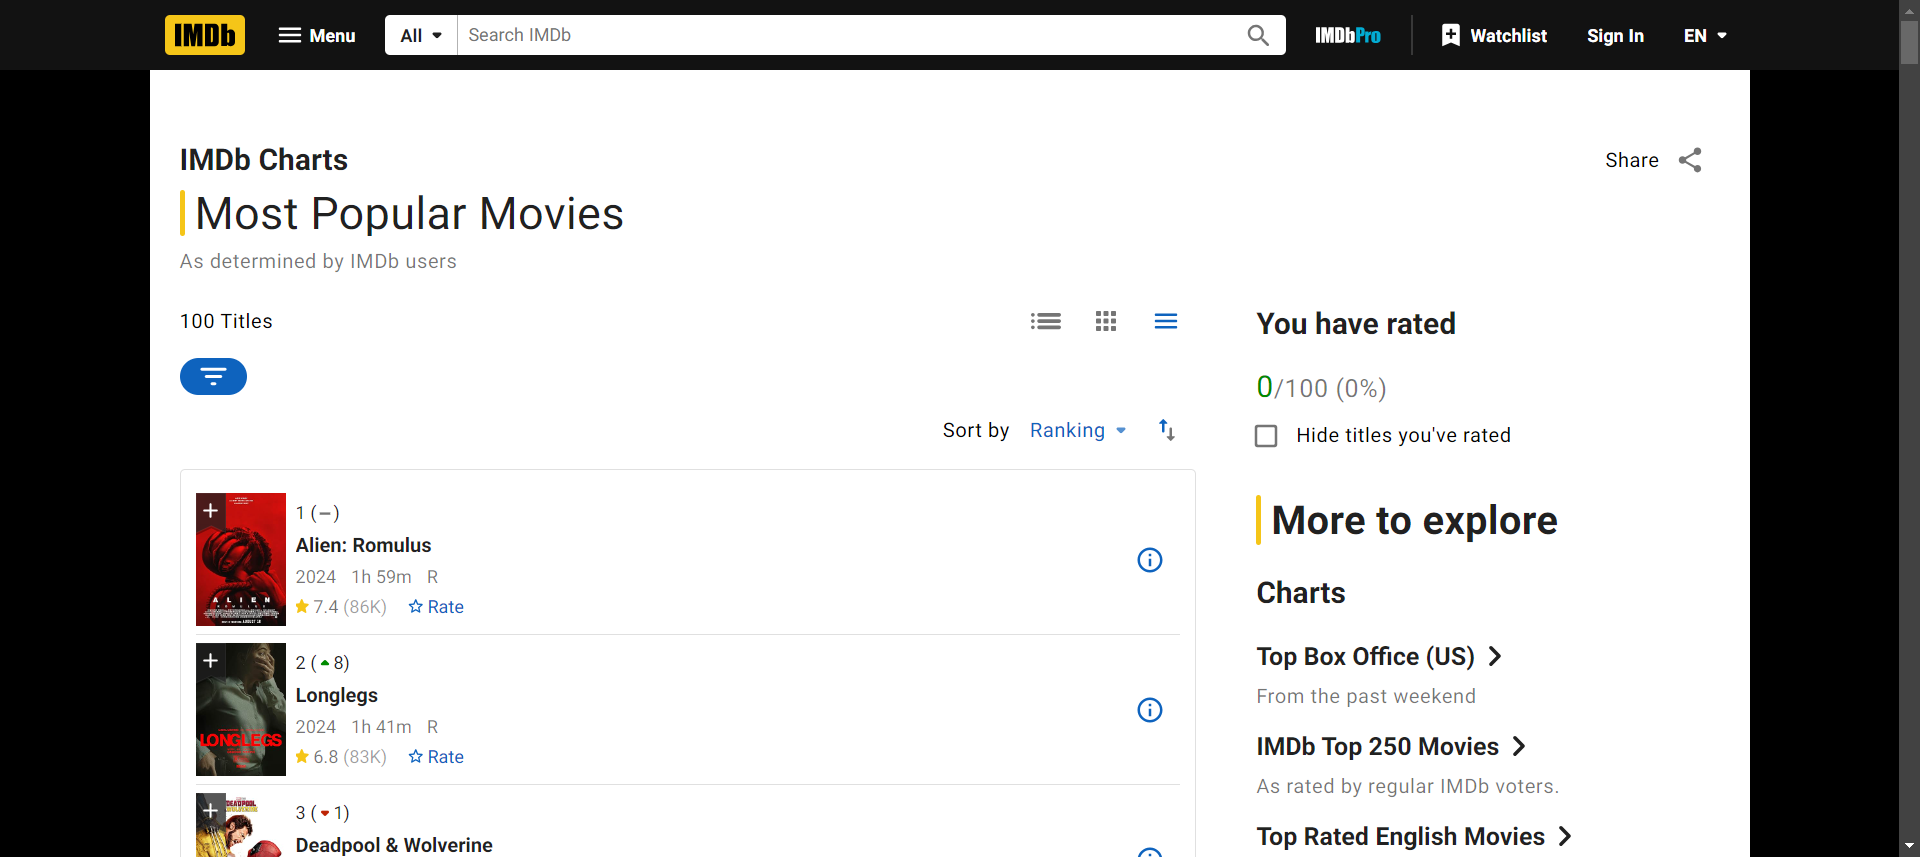 IMDb Menu All Search IMDb IMDbPro Watchlist Sign In EN
IMDb Charts
Share
Most Popular Movies
As determined by IMDb users
100 Titles
Sort by Ranking
1 (–)
Alien: Romulus
2024 1h 59m R
7.4 (86K) Rate
ALIEN
ROMULUS
2 (8)
Longlegs
2024 1h 41m R
6.8 (83K) Rate
LONGLEGS
3 (1)
Deadpool & Wolverine
DEADPOOL
You have rated
0/100 (0%)
Hide titles you've rated
More to explore
Charts
Top Box Office (US)
From the past weekend
IMDb Top 250 Movies
As rated by regular IMDb voters.
Top Rated English Movies